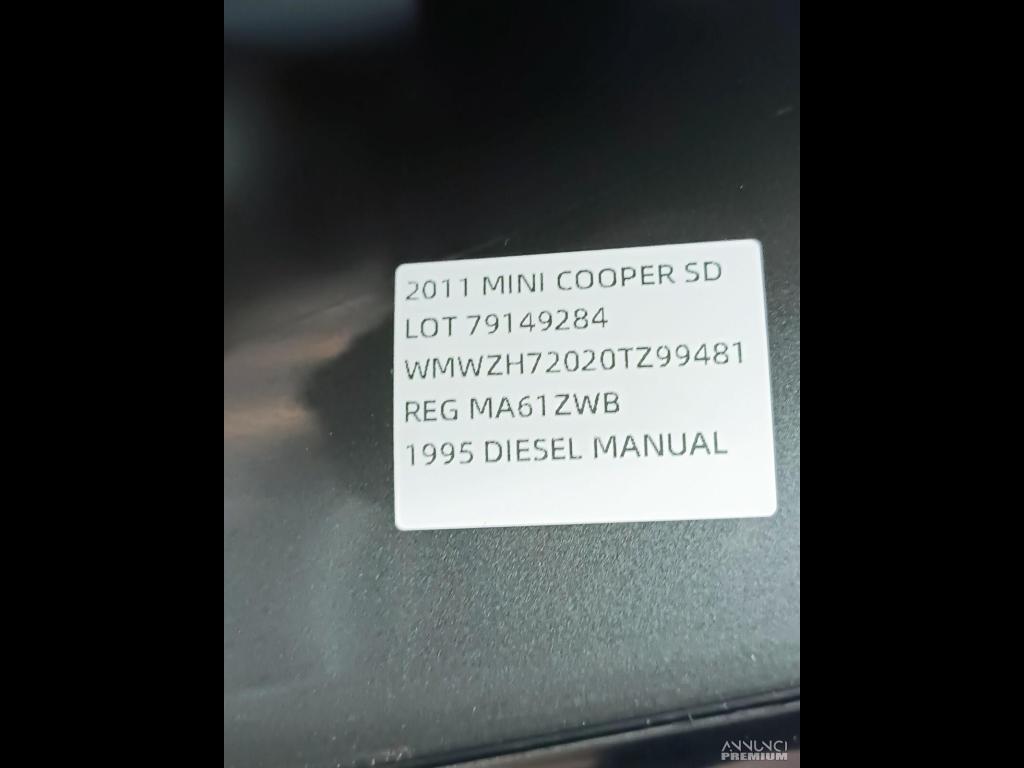 2011 MINI COOPER SD
LOT 79149284
WMWZH72020TZ99481
REG MA61ZWB
1995 DIESEL MANUAL
ANNUNCI
PREMIUM